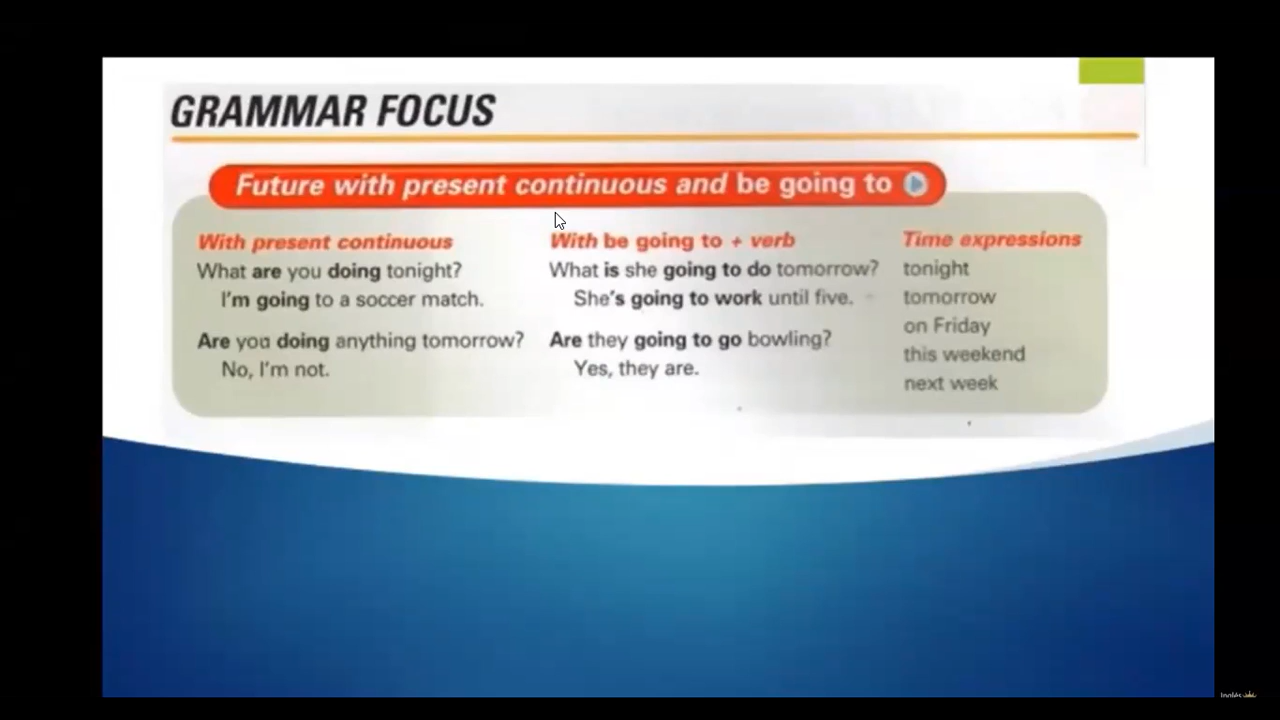 GRAMMAR FOCUS
Future with present continuous and be going to
With present continuous
What are you doing tonight?
I'm going to a soccer match.
Are you doing anything tomorrow?
No, I'm not.
With be going to + verb
What is she going to do tomorrow?
She's going to work until five.
Are they going to go bowling?
Yes, they are.
Time expressions
tonight
tomorrow
on Friday
this weekend
next week
Inglés